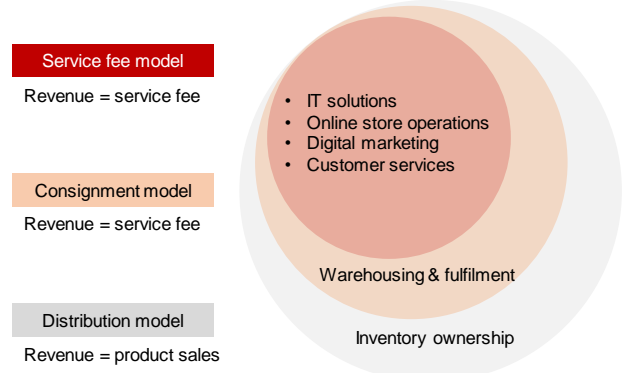 Service fee model
Revenue = service fee
Consignment model
Revenue = service fee
Distribution model
Revenue = product sales
• IT solutions
• Online store operations
• Digital marketing
• Customer services
Warehousing & fulfilment
Inventory ownership